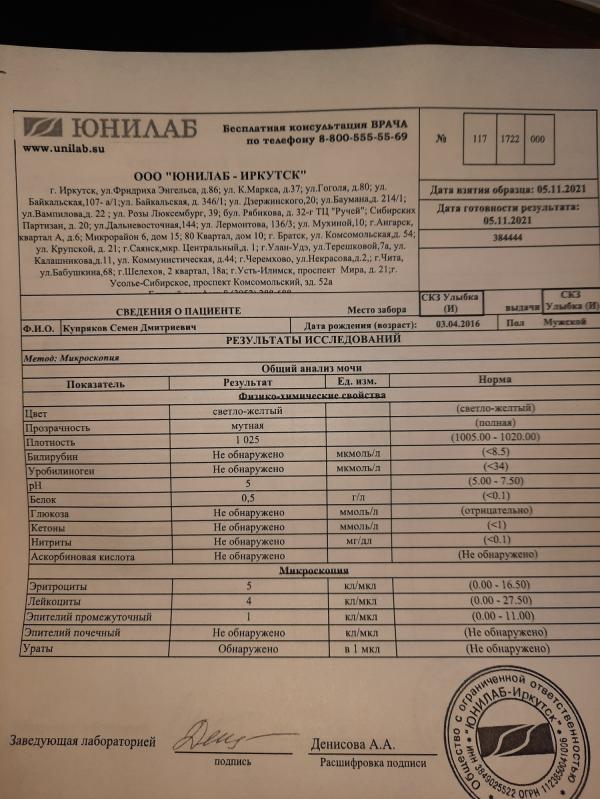 ЮНИЛАБ
www.unilab.su
Бесплатная консультация ВРАЧА
по телефону 8-800-555-55-69
№ 117 1722 000
ООО "ЮНИЛАБ - ИРКУТСК"
г. Иркутск, ул.Фридриха Энгельса, д.86; ул. К.Маркса, д.37; ул.Гоголя, д.80; ул.
Байкальская,107- а/1;ул. Байкальская, д. 346/1; ул. Дзержинского,20; ул.Баумана,д. 214/1;
ул.Вампилова,д. 22 ; ул. Розы Люксембург, 39; бул. Рябикова, д. 32-г ТЦ "Ручей"; Сибирских
Партизан, д. 20; ул.Дальневосточная,144; ул. Лермонтова, 136/3; ул. Мухиной,10; г.Ангарск,
квартал А, д.6; Микрорайон 6, дом 15; 80 Квартал, дом 10; г. Братск, ул. Комсомольская,д. 54;
ул. Крупской, д. 21; г.Саянск,мкр. Центральный,д. 1; г.Улан-Удэ, ул.Терешковой,7а, ул.
Калашникова,д.11, ул. Коммунистическая, д.44; г.Черемхово, ул.Некрасова,д.2,; г.Чита,
ул.Бабушкина,68; г.Шелехов, 2 квартал, 18а; г.Усть-Илимск, проспект Мира, д. 21;г.
Усолье-Сибирское, проспект Комсомольский, зд. 52а
Дата взятия образца: 05.11.2021
Дата готовности результата:
05.11.2021
384444
СВЕДЕНИЯ О ПАЦИЕНТЕ Место забора СКЗ Улыбка (И) выдачи СКЗ Улыбка (И)
Ф.И.О. Купряков Семен Дмитриевич Дата рождения (возраст): 03.04.2016 Пол Мужской
РЕЗУЛЬТАТЫ ИССЛЕДОВАНИЙ
Метод: Микроскопия
Общий анализ мочи
Показатель Результат Ед. изм. Норма
Физико-химические свойства
Цвет светло-желтый (светло-желтый)
Прозрачность мутная (полная)
Плотность 1 025 (1005.00 - 1020.00)
Билирубин Не обнаружено мкмоль/л (<8.5)
Уробилиноген Не обнаружено мкмоль/л (<34)
pH 5 (5.00 - 7.50)
Белок 0,5 г/л (<0.1)
Глюкоза Не обнаружено ммоль/л (отрицательно)
Кетоны Не обнаружено ммоль/л (<1)
Нитриты Не обнаружено мг/дл (<0.1)
Аскорбиновая кислота Не обнаружено (Не обнаружено)
Микроскопия
Эритроциты 5 кл/мкл (0.00 - 16.50)
Лейкоциты 4 кл/мкл (0.00 - 27.50)
Эпителий промежуточный 1 кл/мкл (0.00 - 11.00)
Эпителий почечный Не обнаружено кл/мкл (Не обнаружено)
Ураты Обнаружено в 1 мкл (Не обнаружено)
Заведующая лабораторией
Денисова А.А.
подпись Расшифровка подписи
Общество с ограниченной ответственностью
"ЮНИЛАБ-Иркутск"
ИНН 3849025522 ОГРН 1123850041006